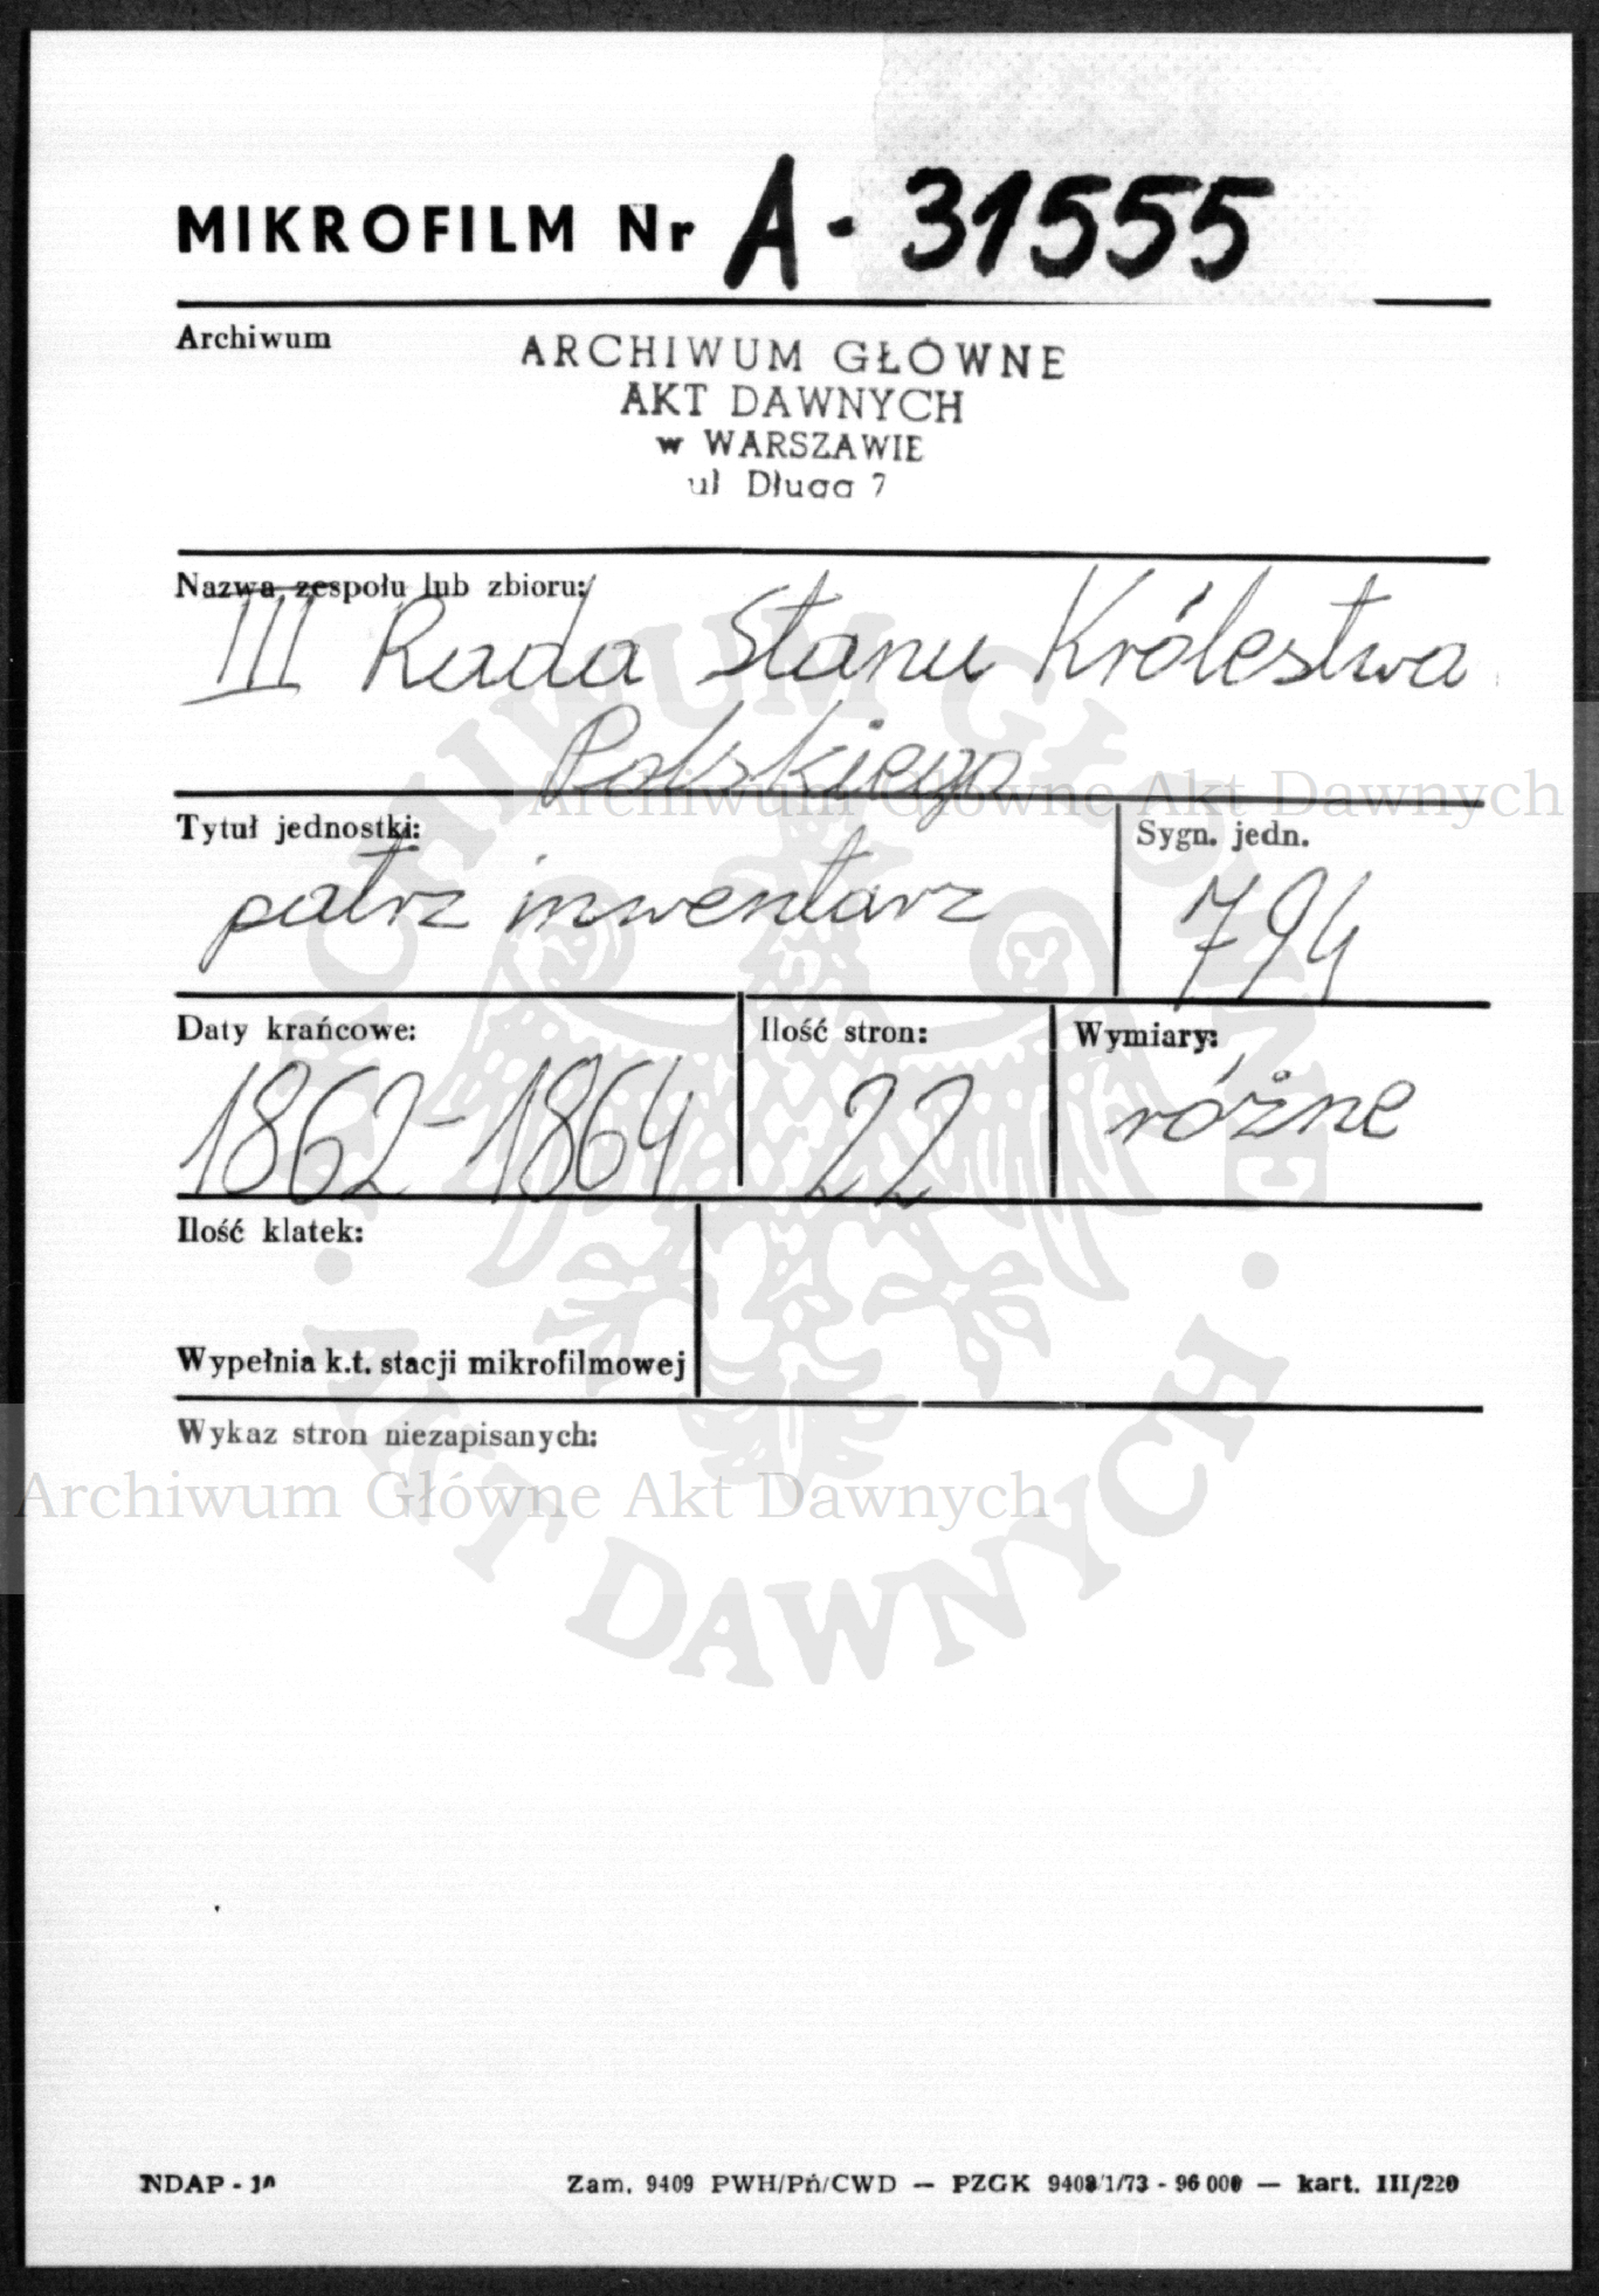 MIKROFILM Nr A - 31555
Archiwum
ARCHIWUM GŁÓWNE
AKT DAWNYCH
w WARSZAWIE
ul Długa 7
Nazwa zespołu lub zbioru:
III Rada Stanu Królestwa
Polskiego
Archiwum Główne Akt Dawnych
Tytuł jednostki:
patrz inwentarz
Sygn. jedn.
794
Daty krańcowe:
1862-1864
Ilość stron:
22
Wymiary:
różne
Ilość klatek:
Wypełnia k.t. stacji mikrofilmowej
Wykaz stron niezapisanych:
Archiwum Główne Akt Dawnych
ARCHIWUM GŁÓWNE
· AKT DAWNYCH ·
NDAP - 10
Zam. 9409 PWH/Pń/CWD — PZGK 9408/1/73 - 96 000 — kart. III/220